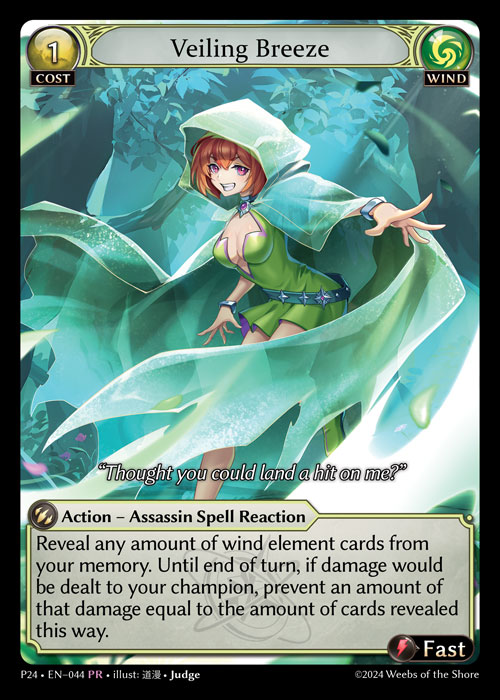 1
Veiling Breeze
COST
WIND
“Thought you could land a hit on me?”
Action – Assassin Spell Reaction
Reveal any amount of wind element cards from
your memory. Until end of turn, if damage would
be dealt to your champion, prevent an amount of
that damage equal to the amount of cards revealed
this way.
Fast
P24 • EN–044 PR • illust: 道漫 • Judge
©2024 Weebs of the Shore